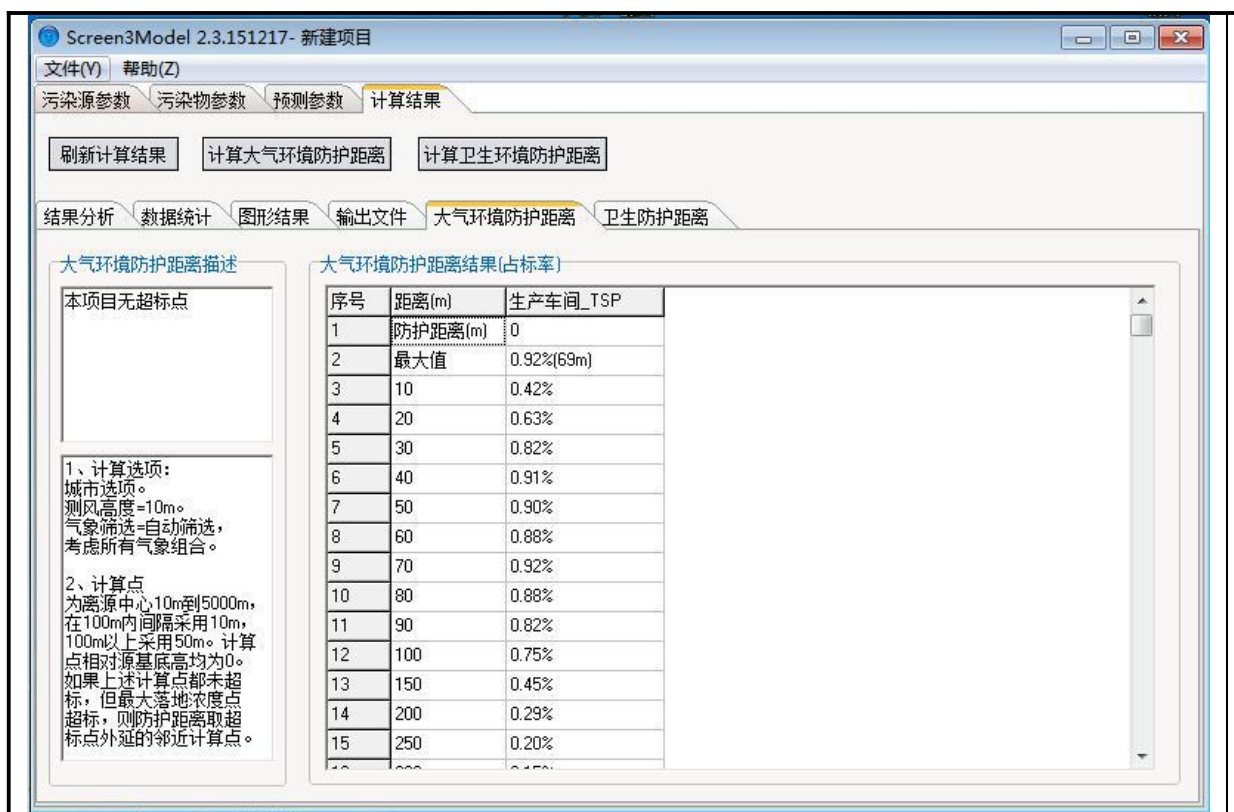 Screen3Model 2.3.151217- 新建项目
文件(Y) 帮助(Z)
污染源参数 污染物参数 预测参数 计算结果
刷新计算结果 计算大气环境防护距离 计算卫生环境防护距离
结果分析 数据统计 图形结果 输出文件 大气环境防护距离 卫生防护距离
大气环境防护距离描述
本项目无超标点
1、计算选项:
城市选项。
测风高度=10m。
气象筛选=自动筛选,
考虑所有气象组合。
2、计算点
为离源中心10m到5000m,
在100m内间隔采用10m,
100m以上采用50m。计算
点相对源基底高均为0。
如果上述计算点都未超
标,但最大落地浓度点
超标,则防护距离取超
标点外延的邻近计算点。
大气环境防护距离结果(占标率)
序号 距离(m) 生产车间_TSP
1 防护距离(m) 0
2 最大值 0.92%(69m)
3 10 0.42%
4 20 0.63%
5 30 0.82%
6 40 0.91%
7 50 0.90%
8 60 0.88%
9 70 0.92%
10 80 0.88%
11 90 0.82%
12 100 0.75%
13 150 0.45%
14 200 0.29%
15 250 0.20%